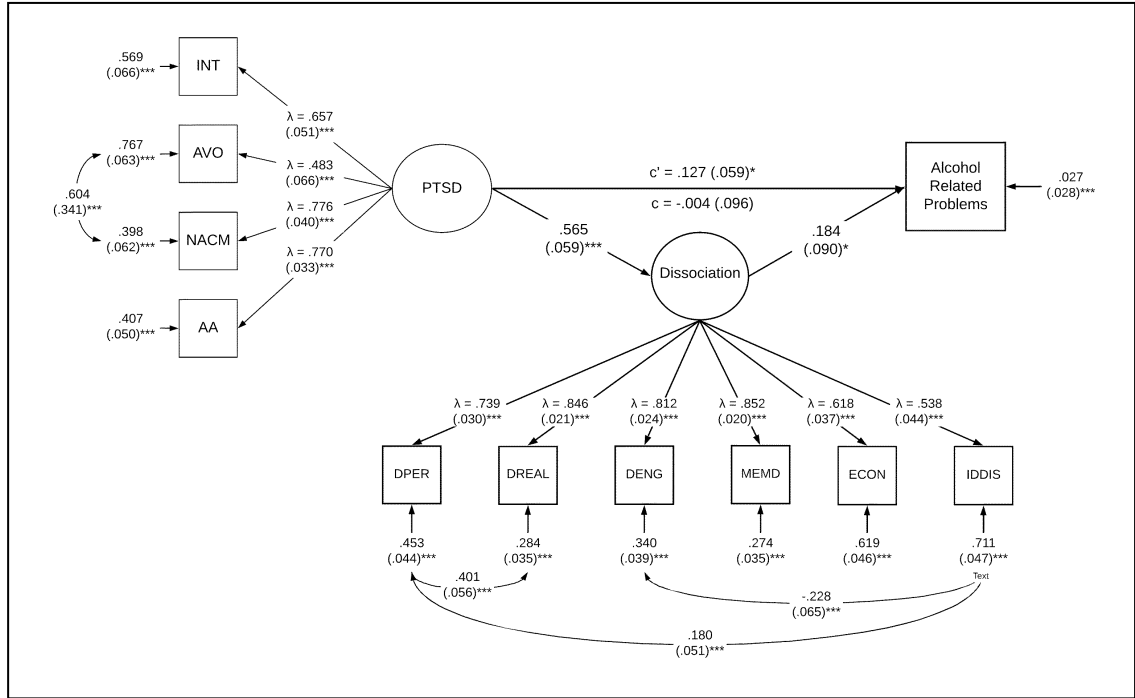 .569
(.066)***
INT
λ = .657
(.051)***
.767
(.063)***
AVO
λ = .483
(.066)***
.604
(.341)***
λ = .776
(.040)***
.398
(.062)***
NACM
λ = .770
(.033)***
.407
(.050)***
AA
PTSD
c' = .127 (.059)*
c = -.004 (.096)
Alcohol
Related
Problems
.027
(.028)***
.565
(.059)***
Dissociation
.184
(.090)*
λ = .739
(.030)***
λ = .846
(.021)***
λ = .812
(.024)***
λ = .852
(.020)***
λ = .618
(.037)***
λ = .538
(.044)***
DPER
DREAL
DENG
MEMD
ECON
IDDIS
.453
(.044)***
.284
(.035)***
.340
(.039)***
.274
(.035)***
.619
(.046)***
.711
(.047)***
Text
.401
(.056)***
-.228
(.065)***
.180
(.051)***